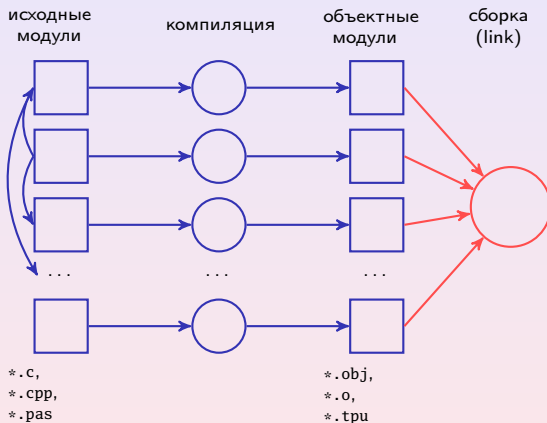 исходные
модули
компиляция
объектные
модули
сборка
(link)
...
...
...
*.c,
*.cpp,
*.pas
*.obj,
*.o,
*.tpu